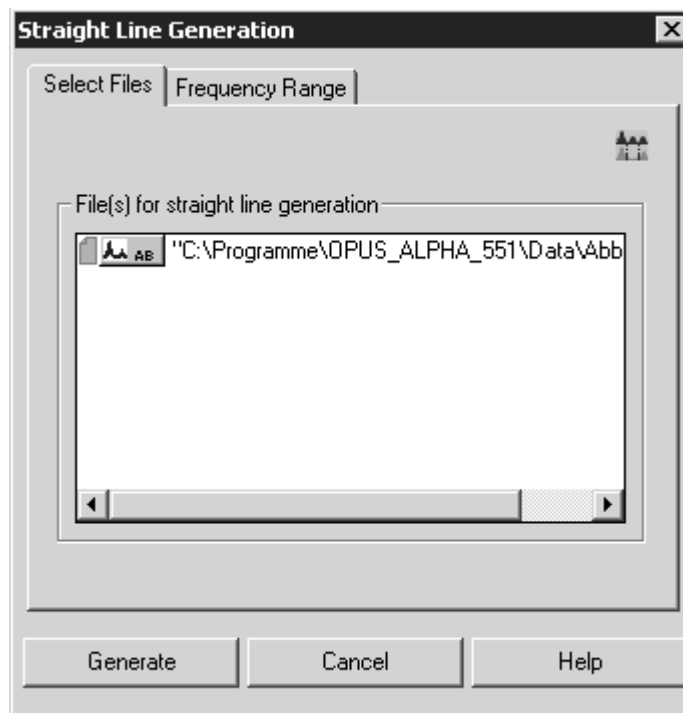 Straight Line Generation
Select Files
Frequency Range
File(s) for straight line generation
AB "C:\Programme\OPUS_ALPHA_551\Data\Abb
Generate
Cancel
Help